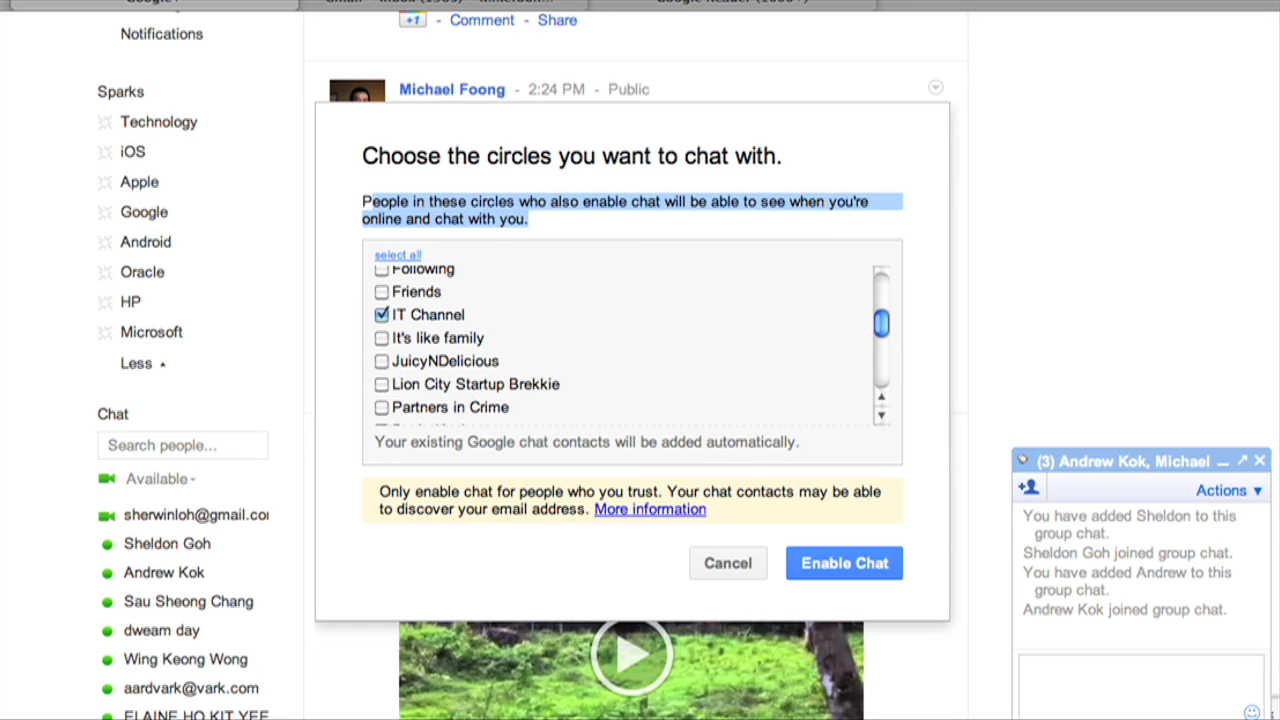 Notifications
Sparks
Technology
iOS
Apple
Google
Android
Oracle
HP
Microsoft
Less
Chat
Search people...
Available
sherwinloh@gmail.co
Sheldon Goh
Andrew Kok
Sau Sheong Chang
dweam day
Wing Keong Wong
aardvark@vark.com
ELAINE HO KIT YEE
+1 - Comment - Share
Michael Foong - 2:24 PM - Public
Choose the circles you want to chat with.
People in these circles who also enable chat will be able to see when you're
online and chat with you.
select all
Following
Friends
IT Channel
It's like family
JuicyNDelicious
Lion City Startup Brekkie
Partners in Crime
Your existing Google chat contacts will be added automatically.
Only enable chat for people who you trust. Your chat contacts may be able
to discover your email address. More information
Cancel
Enable Chat
(3) Andrew Kok, Michael
Actions
You have added Sheldon to this
group chat.
Sheldon Goh joined group chat.
You have added Andrew to this
group chat.
Andrew Kok joined group chat.